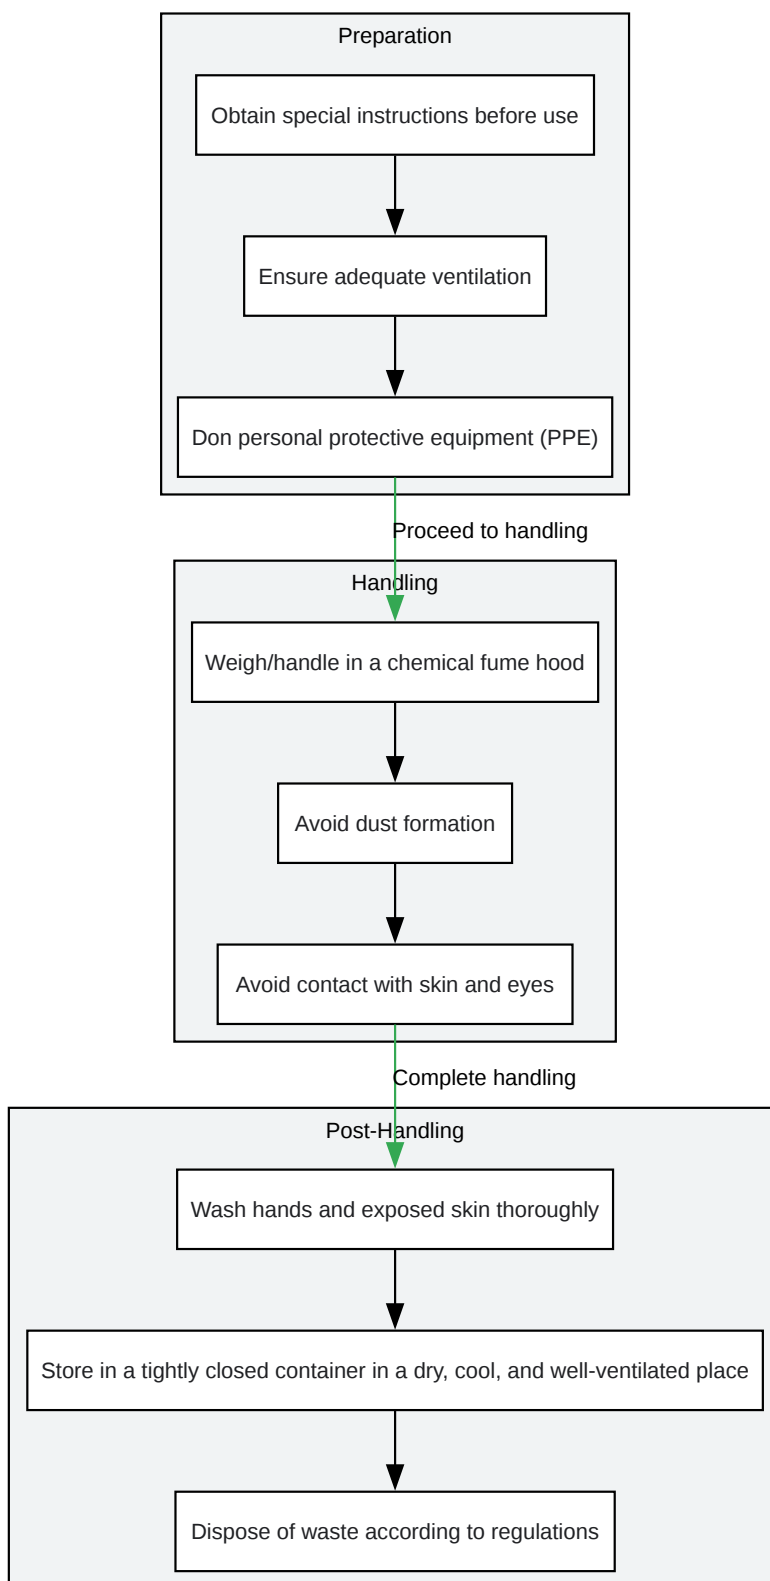 Preparation
Obtain special instructions before use
Ensure adequate ventilation
Don personal protective equipment (PPE)
Proceed to handling
Handling
Weigh/handle in a chemical fume hood
Avoid dust formation
Avoid contact with skin and eyes
Complete handling
Post-Handling
Wash hands and exposed skin thoroughly
Store in a tightly closed container in a dry, cool, and well-ventilated place
Dispose of waste according to regulations